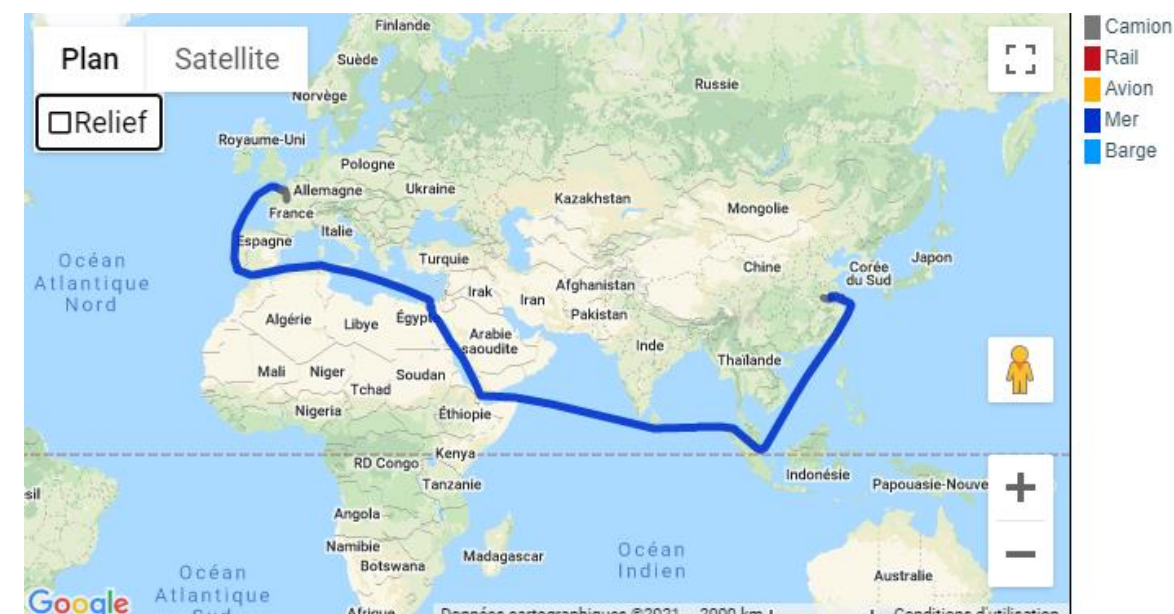 Plan
Satellite
Relief
Camion
Rail
Avion
Mer
Barge
Finlande
Suède
Norvège
Russie
Royaume-Uni
Pologne
Allemagne
Ukraine
Kazakhstan
Mongolie
France
Italie
Espagne
Océan
Atlantique
Nord
Turquie
Chine
Corée
du Sud
Japon
Irak
Iran
Afghanistan
Pakistan
Algérie
Libye
Égypte
Arabie
saoudite
Inde
Thaïlande
Mali
Niger
Tchad
Soudan
Nigeria
Éthiopie
RD Congo
Kenya
Tanzanie
Indonésie
Papouasie-Nouve
sil
Angola
Namibie
Botswana
Madagascar
Océan
Indien
Australie
Océan
Atlantique
Google
Données cartographiques ©2021
2000 km
Conditions d'utilisation